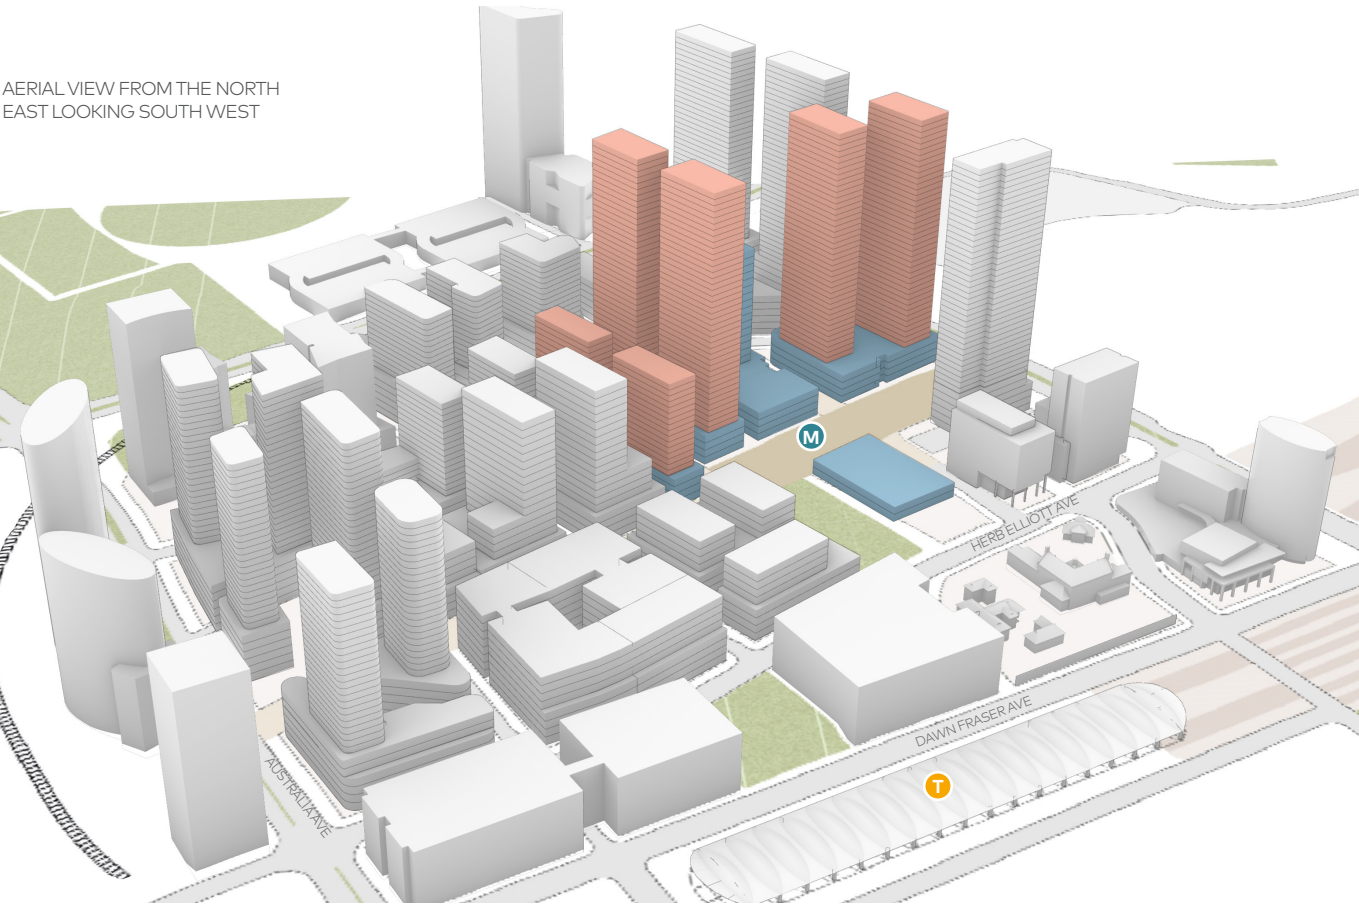 AERIAL VIEW FROM THE NORTH
EAST LOOKING SOUTH WEST
M
HERB ELLIOTT AVE
DAWN FRASER AVE
T
AUSTRALIA AVE